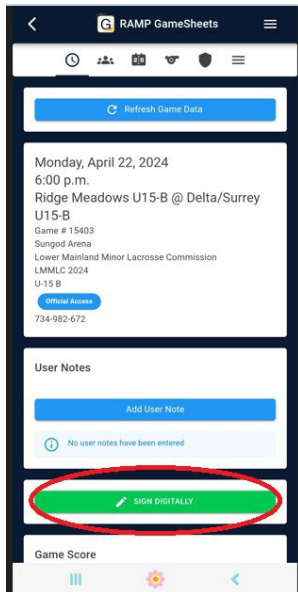 RAMP GameSheets
Refresh Game Data
Monday, April 22, 2024
6:00 p.m.
Ridge Meadows U15-B @ Delta/Surrey
U15-B
Game # 15403
Sungod Arena
Lower Mainland Minor Lacrosse Commission
LMMLC 2024
U-15 B
Official Access
734-982-672
User Notes
Add User Note
No user notes have been entered
SIGN DIGITALLY
Game Score